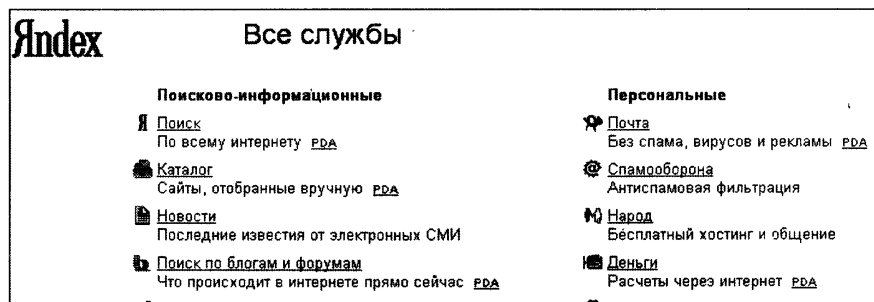 Яndex
Все службы
Поисково-информационные
Поиск
По всему интернету PDA
Каталог
Сайты, отобранные вручную PDA
Новости
Последние известия от электронных СМИ
Поиск по блогам и форумам
Что происходит в интернете прямо сейчас PDA
Персональные
Почта
Без спама, вирусов и рекламы PDA
Спамооборона
Антиспамовая фильтрация
Народ
Бесплатный хостинг и общение
Деньги
Расчеты через интернет PDA